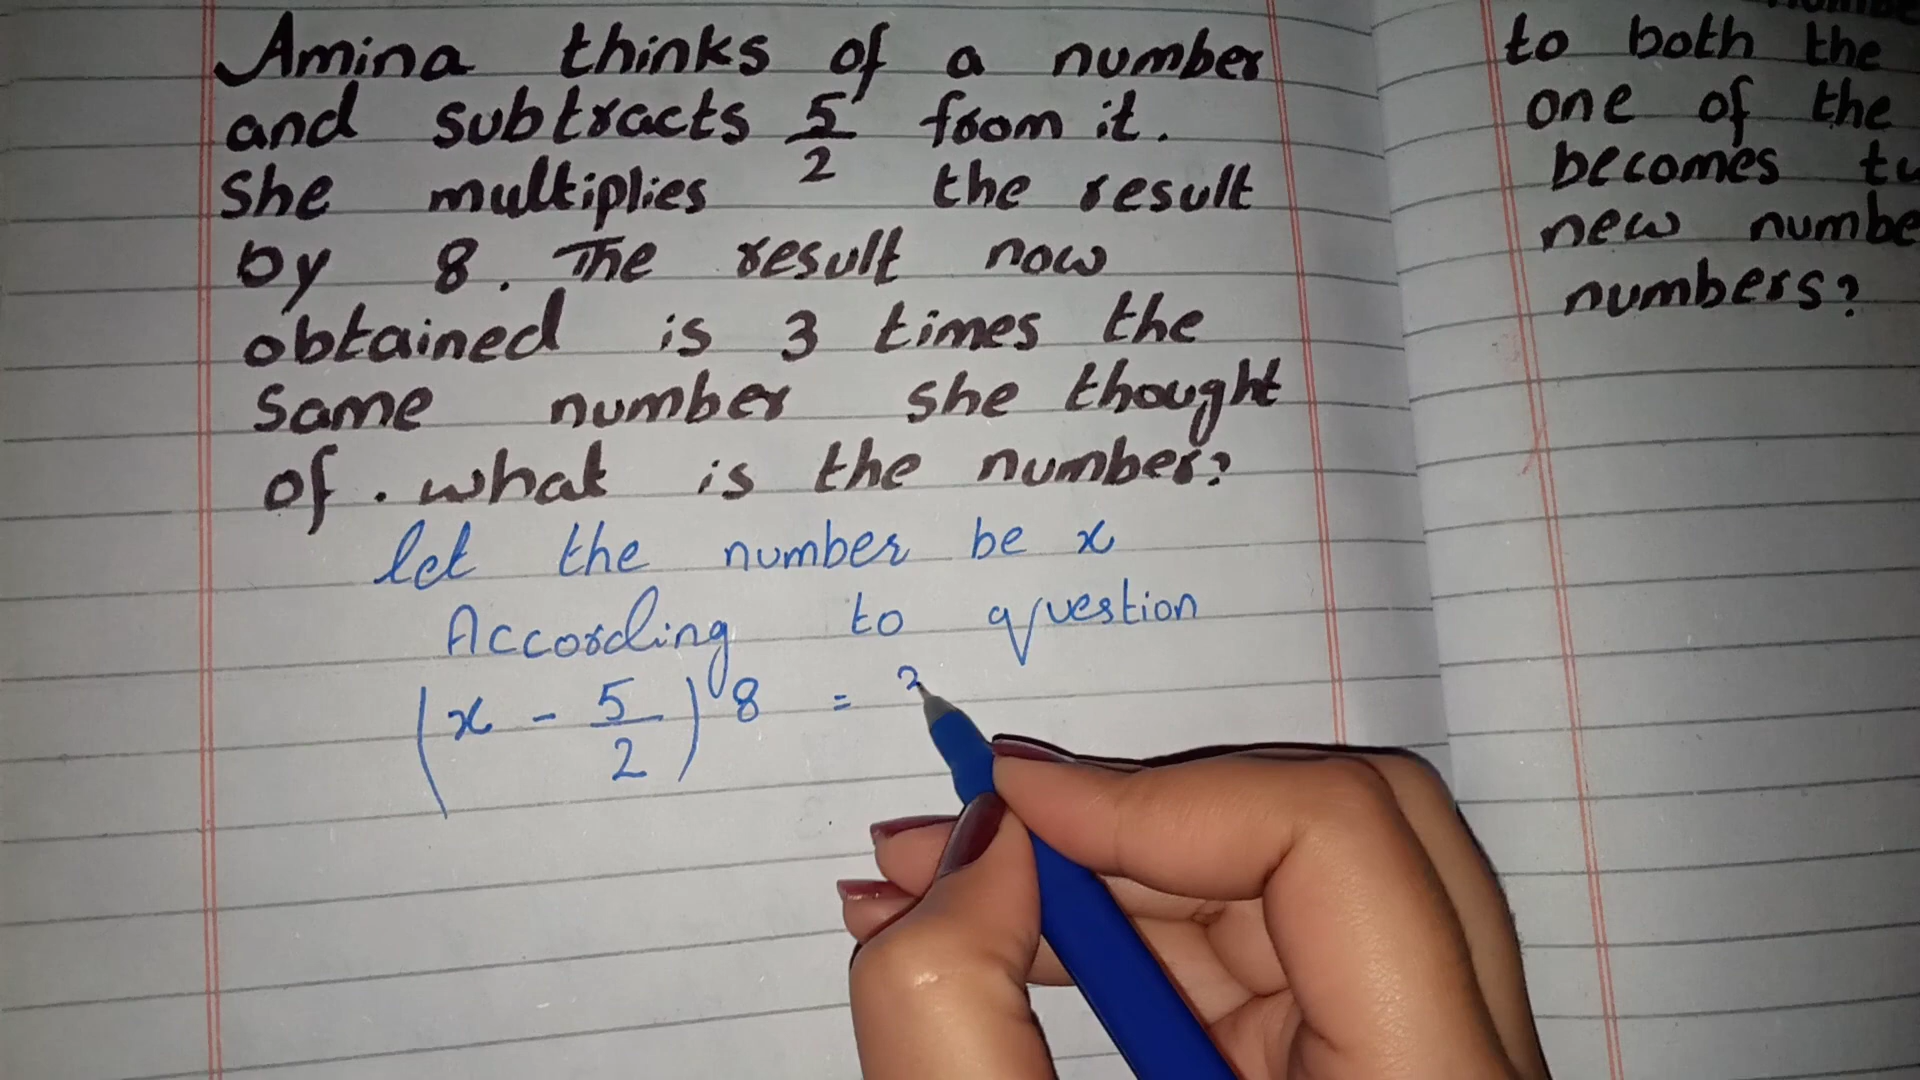 Amina thinks of a number
and subtracts 5/2 from it.
She multiplies the result
by 8. The result now
obtained is 3 times the
same number she thought
of. what is the number?
let the number be x
According to question
(x - 5/2) 8 =
to both the
one of the
becomes
new
numbers?